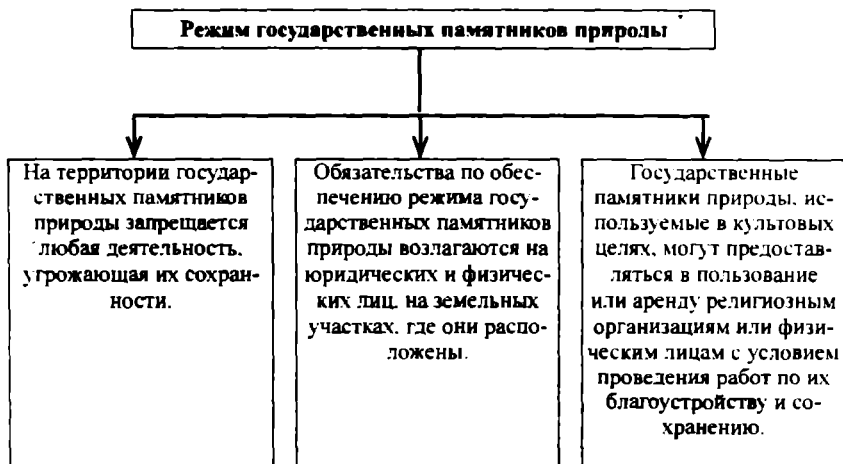 Режим государственных памятников природы
На территории государ-
ственных памятников
природы запрещается
любая деятельность,
угрожающая их сохран-
ности.
Обязательства по обес-
печению режима госу-
дарственных памятников
природы возлагаются на
юридических и физичес-
ких лиц, на земельных
участках, где они распо-
ложены.
Государственные
памятники природы, ис-
пользуемые в культовых
целях, могут предостав-
ляться в пользование
или аренду религиозным
организациям или физи-
ческим лицам с условием
проведения работ по их
благоустройству и со-
хранению.